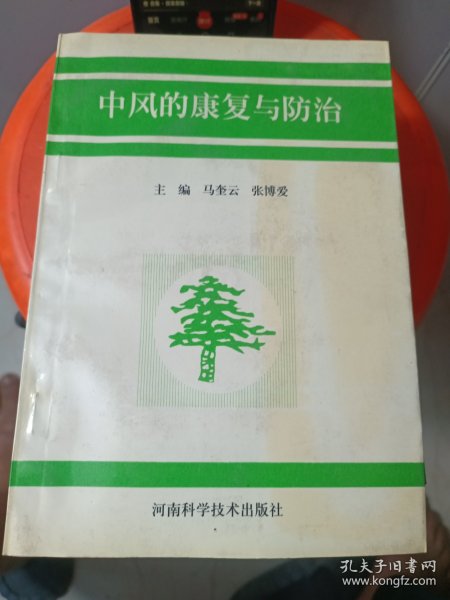 中风的康复与防治
主编 马奎云 张博爱
河南科学技术出版社
孔夫子旧书网
www.kongfz.com